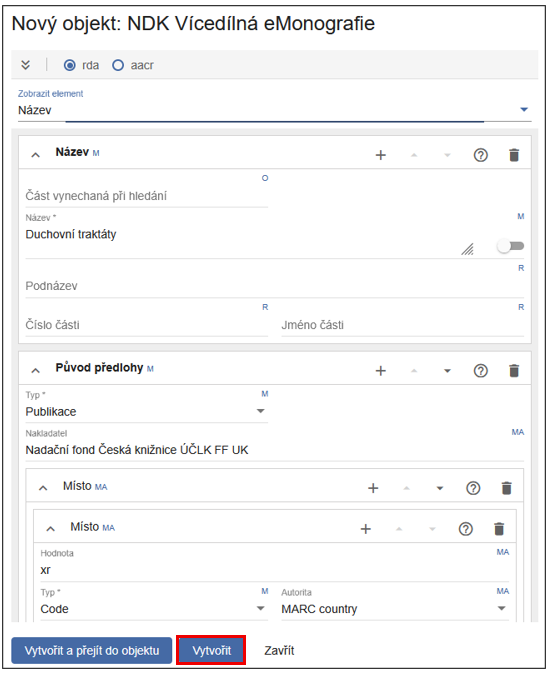 Nový objekt: NDK Vícedílná eMonografie
rda aacr
Zobrazit element
Název
Název M
O
Část vynechaná při hledání
Název * M
Duchovní traktáty
R
Podnázev
R R
Číslo části Jméno části
Původ předlohy M
Typ * M
Publikace
Nakladatel MA
Nadační fond Česká knižnice ÚČLK FF UK
Místo MA
Místo MA
Hodnota MA
xr
Typ * M Autorita MA
Code MARC country
Vytvořit a přejít do objektu Vytvořit Zavřít